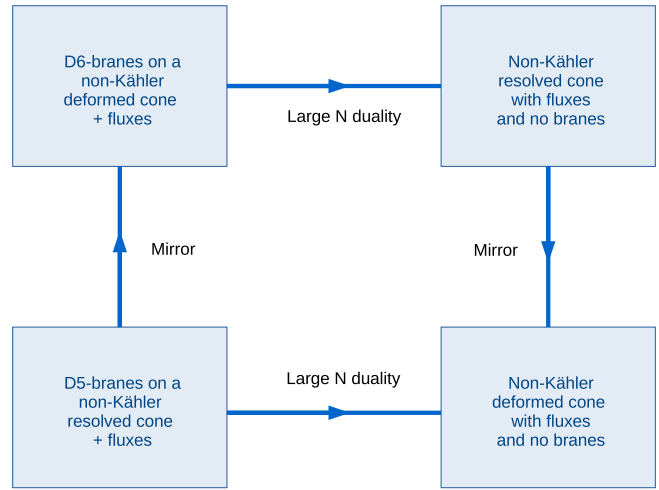 D6-branes on a
non-Kähler
deformed cone
+ fluxes
Large N duality
Non-Kähler
resolved cone
with fluxes
and no branes
Mirror
Mirror
D5-branes on a
non-Kähler
resolved cone
+ fluxes
Large N duality
Non-Kähler
deformed cone
with fluxes
and no branes